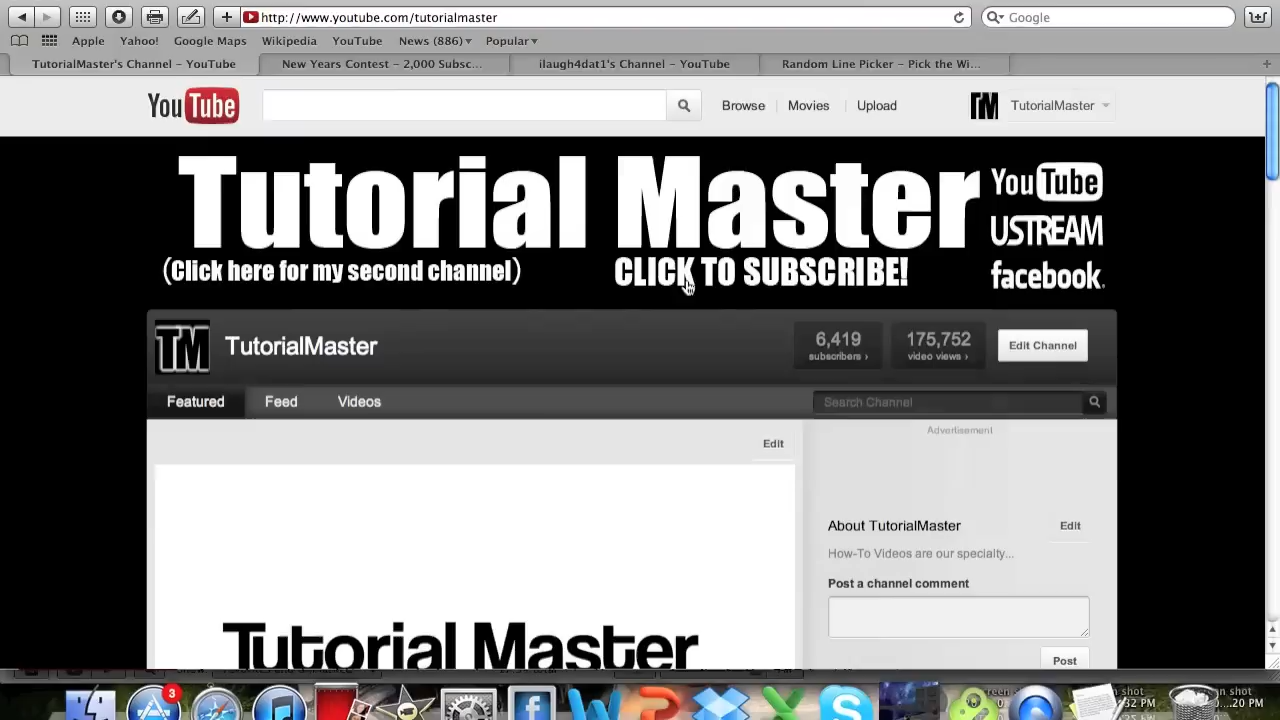 http://www.youtube.com/tutorialmaster
Google
Apple Yahoo! Google Maps Wikipedia YouTube News (886) Popular
TutorialMaster's Channel – YouTube New Years Contest – 2,000 Subsc... ilaugh4dat1's Channel – YouTube Random Line Picker – Pick the Wi...
YouTube Browse Movies Upload TM TutorialMaster
Tutorial Master YouTube
USTREAM
(Click here for my second channel) CLICK TO SUBSCRIBE! facebook.
TM TutorialMaster 6,419 subscribers › 175,752 video views › Edit Channel
Featured Feed Videos Search Channel
Advertisement
Edit
About TutorialMaster Edit
How-To Videos are our specialty...
Post a channel comment
Tutorial Master
Post
3